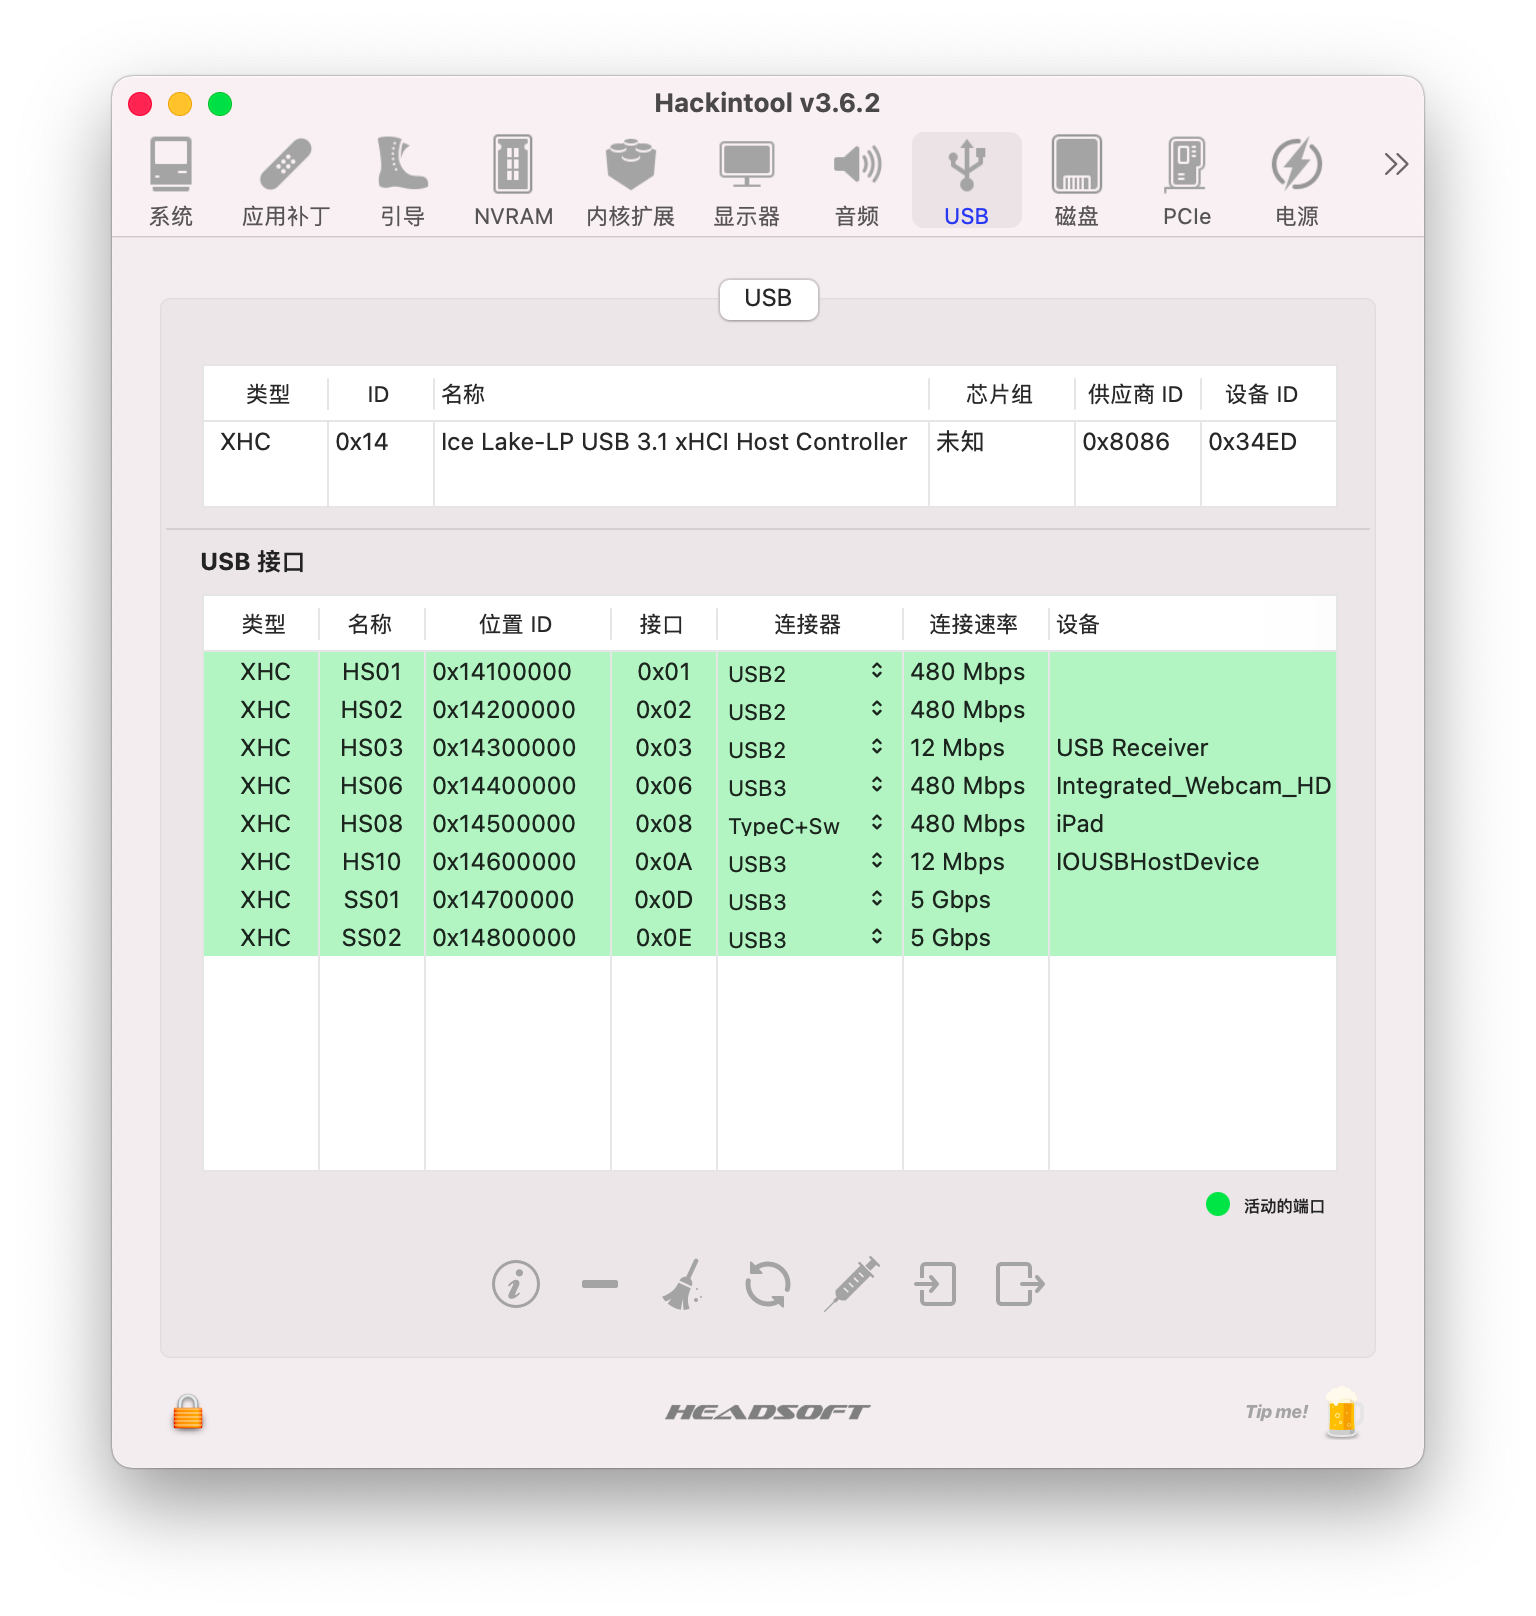 Hackintool v3.6.2
系统 应用补丁 引导 NVRAM 内核扩展 显示器 音频 USB 磁盘 PCIe 电源
USB
类型 ID 名称 芯片组 供应商 ID 设备 ID
XHC 0x14 Ice Lake-LP USB 3.1 xHCI Host Controller 未知 0x8086 0x34ED
USB 接口
类型 名称 位置 ID 接口 连接器 连接速率 设备
XHC HS01 0x14100000 0x01 USB2 480 Mbps
XHC HS02 0x14200000 0x02 USB2 480 Mbps
XHC HS03 0x14300000 0x03 USB2 12 Mbps USB Receiver
XHC HS06 0x14400000 0x06 USB3 480 Mbps Integrated_Webcam_HD
XHC HS08 0x14500000 0x08 TypeC+Sw 480 Mbps iPad
XHC HS10 0x14600000 0x0A USB3 12 Mbps IOUSBHostDevice
XHC SS01 0x14700000 0x0D USB3 5 Gbps
XHC SS02 0x14800000 0x0E USB3 5 Gbps
活动的端口
HEADSOFT
Tip me!